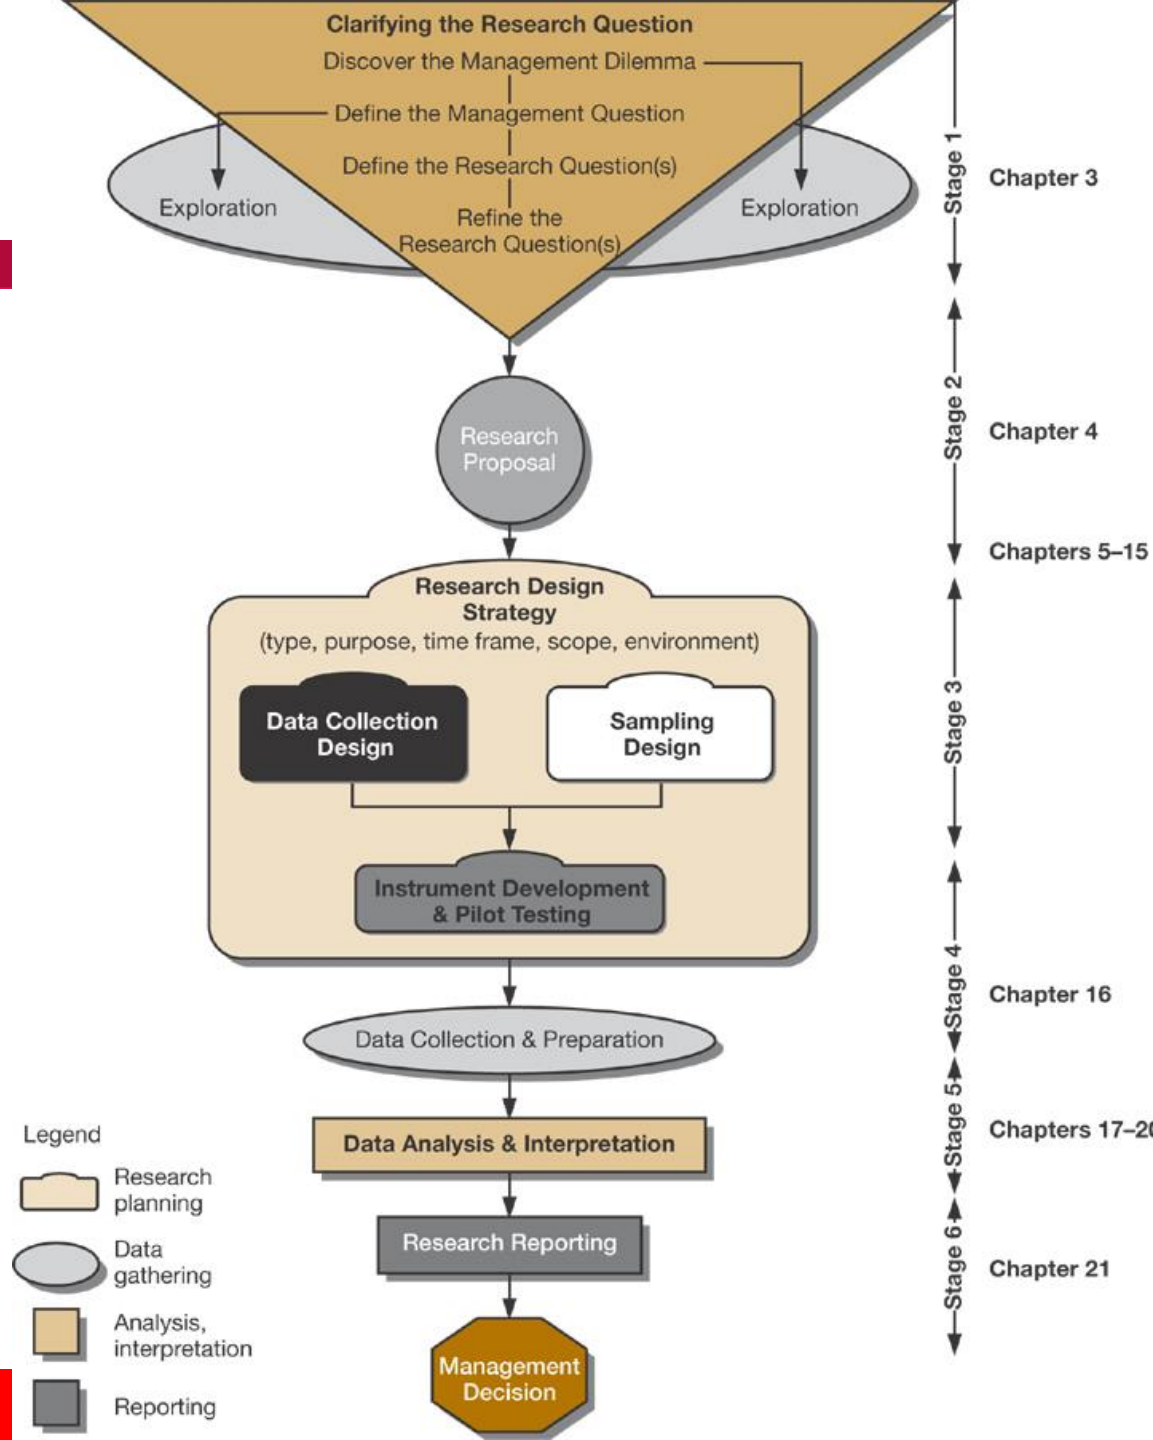 Clarifying the Research Question
Discover the Management Dilemma
Define the Management Question
Define the Research Question(s)
Refine the
Research Question(s)
Exploration
Exploration
Stage 1
Chapter 3
Research
Proposal
Stage 2
Chapter 4
Chapters 5–15
Research Design
Strategy
(type, purpose, time frame, scope, environment)
Data Collection
Design
Sampling
Design
Instrument Development
& Pilot Testing
Stage 3
Data Collection & Preparation
Stage 4
Chapter 16
Data Analysis & Interpretation
Stage 5
Chapters 17–20
Research Reporting
Stage 6
Chapter 21
Management
Decision
Legend
Research
planning
Data
gathering
Analysis,
interpretation
Reporting